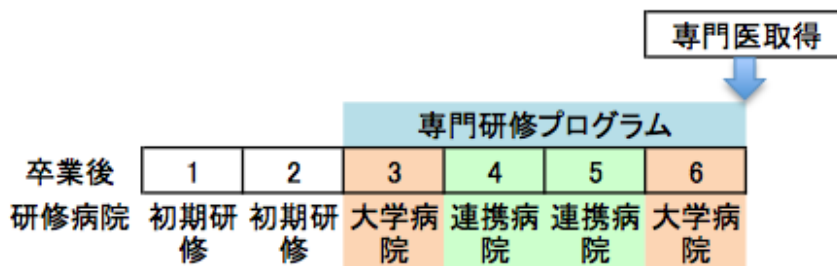 専門医取得
専門研修プログラム
卒業後 1 2 3 4 5 6
研修病院 初期研 初期研 大学病 連携病 連携病 大学病
修 修 院 院 院 院